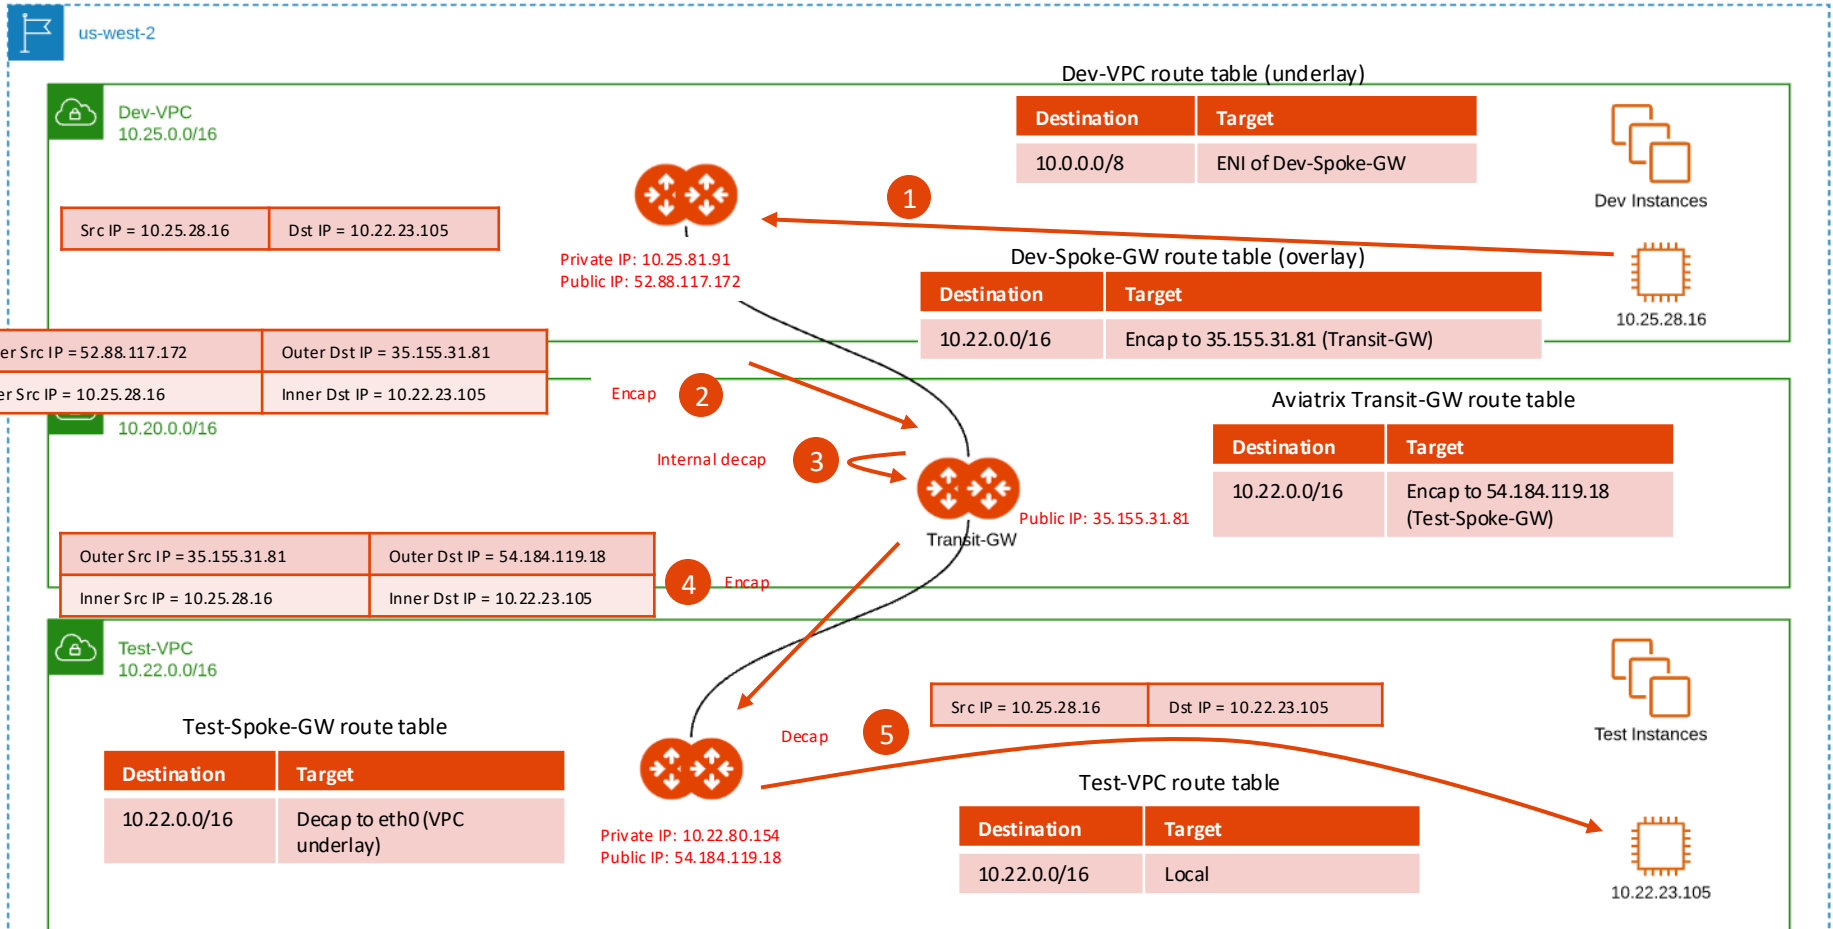 us-west-2
Dev-VPC route table (underlay)
Dev-VPC
10.25.0.0/16
Destination Target
10.0.0.0/8 ENI of Dev-Spoke-GW
Dev Instances
1
Src IP = 10.25.28.16 Dst IP = 10.22.23.105
Private IP: 10.25.81.91
Public IP: 52.88.117.172
Dev-Spoke-GW route table (overlay)
Destination Target
10.22.0.0/16 Encap to 35.155.31.81 (Transit-GW)
10.25.28.16
er Src IP = 52.88.117.172 Outer Dst IP = 35.155.31.81
er Src IP = 10.25.28.16 Inner Dst IP = 10.22.23.105
Encap 2
10.20.0.0/16
Aviatrix Transit-GW route table
Destination Target
10.22.0.0/16 Encap to 54.184.119.18
(Test-Spoke-GW)
Internal decap 3
Public IP: 35.155.31.81
Transit-GW
Outer Src IP = 35.155.31.81 Outer Dst IP = 54.184.119.18
Inner Src IP = 10.25.28.16 Inner Dst IP = 10.22.23.105
4 Encap
Test-VPC
10.22.0.0/16
Src IP = 10.25.28.16 Dst IP = 10.22.23.105
Test Instances
Test-Spoke-GW route table
Destination Target
10.22.0.0/16 Decap to eth0 (VPC
underlay)
Decap 5
Private IP: 10.22.80.154
Public IP: 54.184.119.18
Test-VPC route table
Destination Target
10.22.0.0/16 Local
10.22.23.105